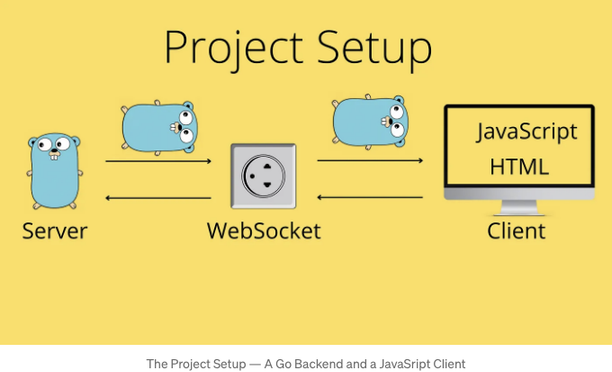 Project Setup
JavaScript
HTML
Server
WebSocket
Client
The Project Setup — A Go Backend and a JavaSript Client